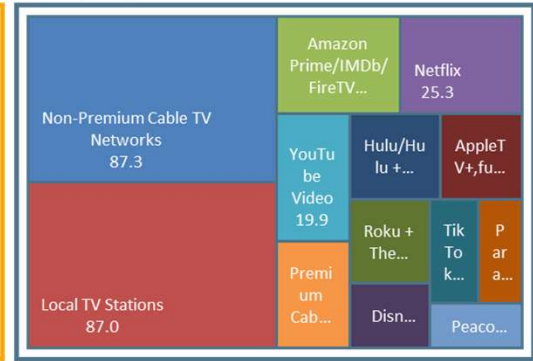 Non-Premium Cable TV
Networks
87.3
Local TV Stations
87.0
Amazon
Prime/IMDb/
FireTV...
Netflix
25.3
YouTu
be
Video
19.9
Hulu/Hu
lu +...
AppleT
V+,fu...
Premi
um
Cab...
Roku +
The...
Tik
To
k...
P
ar
a...
Disn...
Peaco...